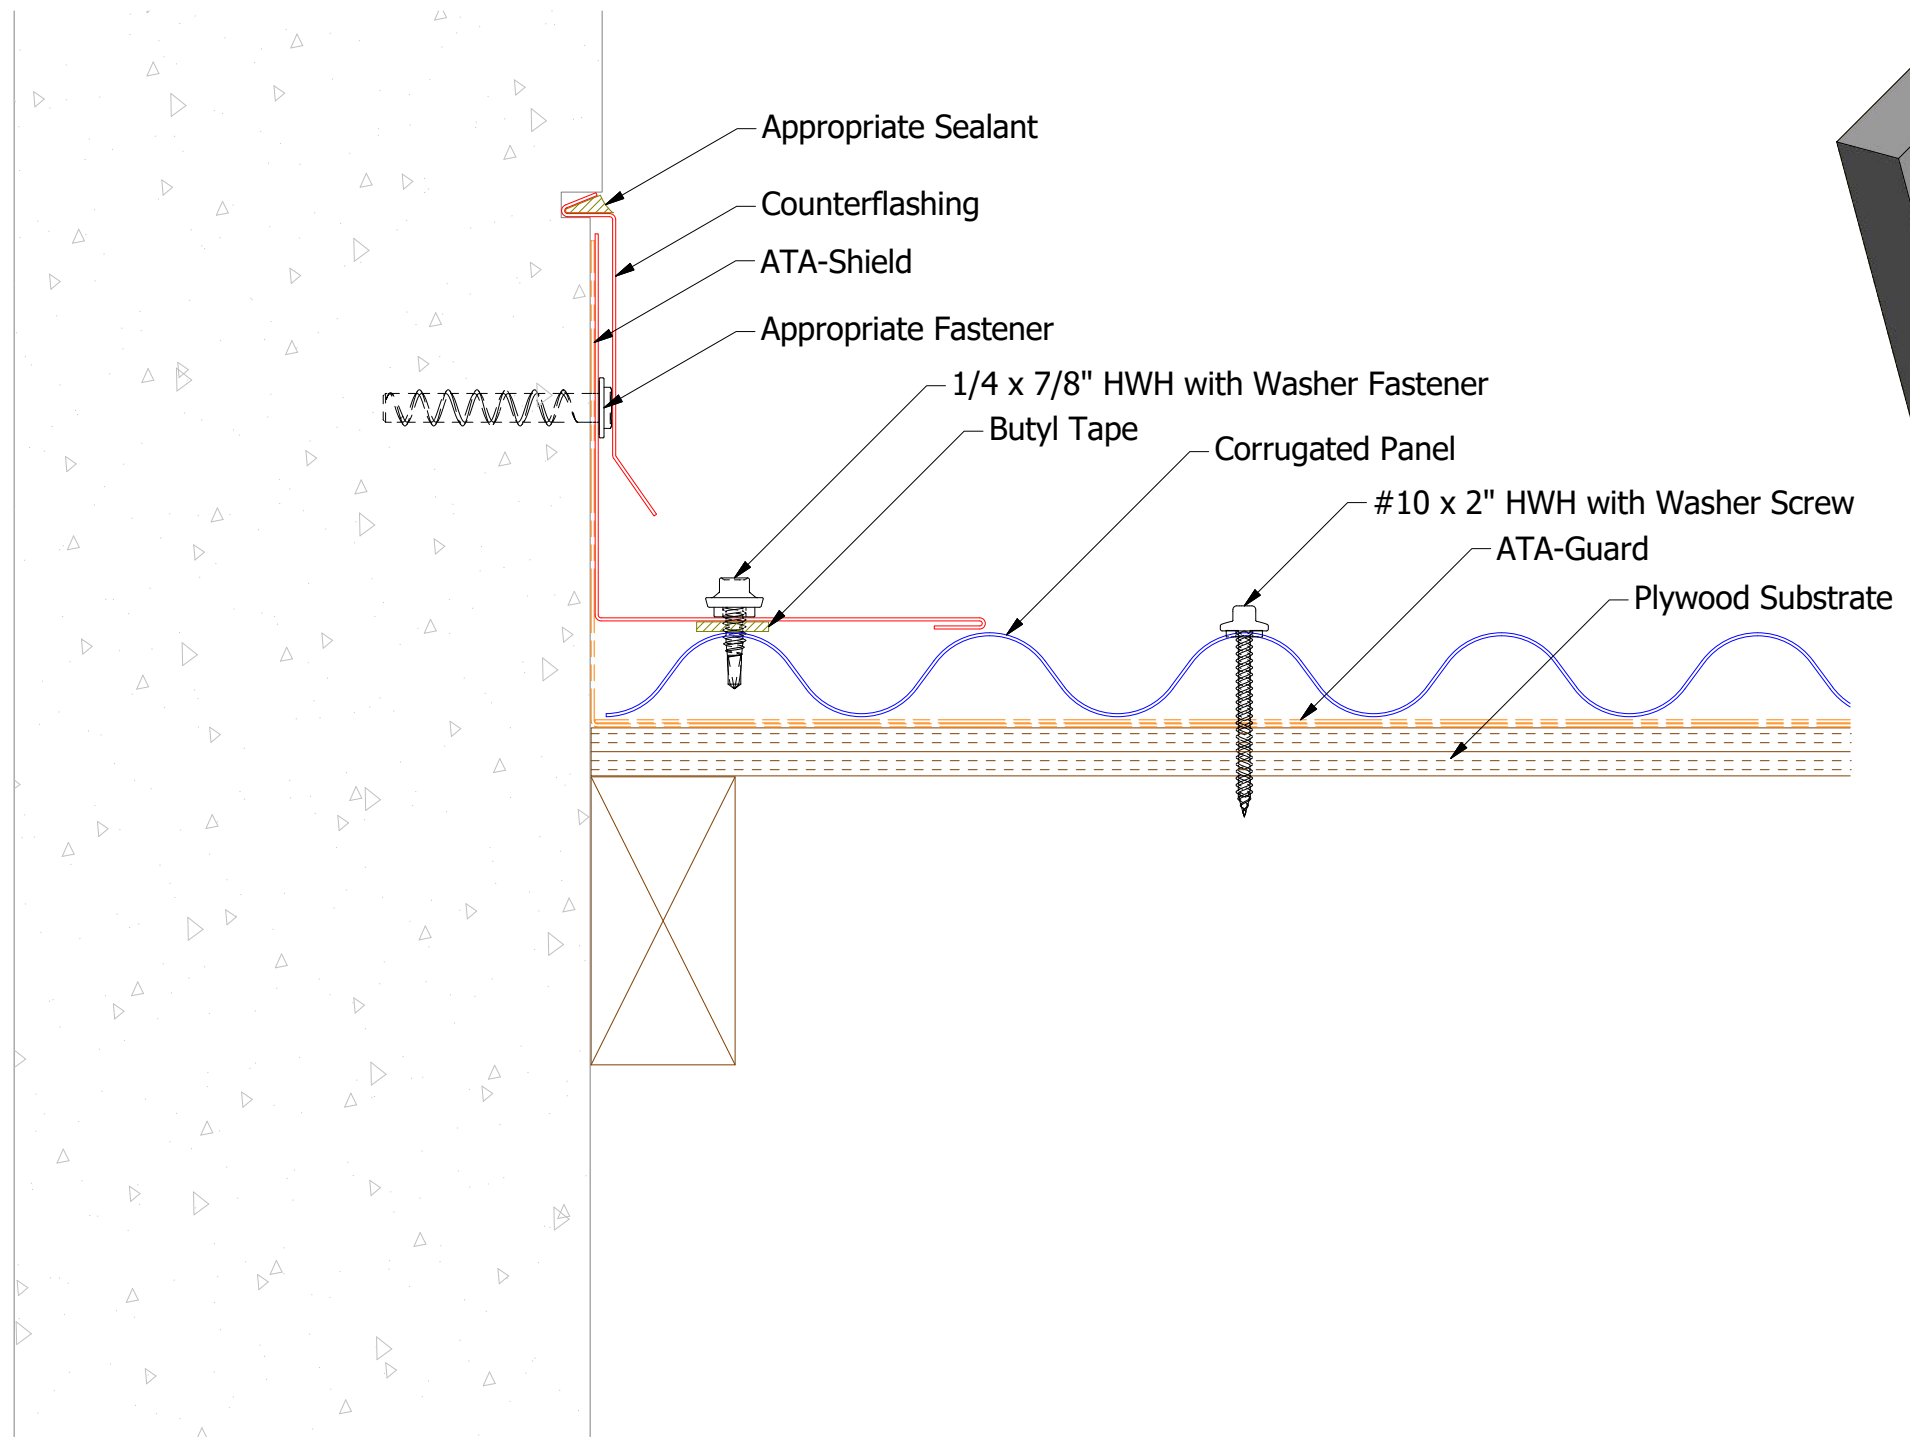 Appropriate Sealant
Counterflashing
ATA-Shield
Appropriate Fastener
1/4 x 7/8" HWH with Washer Fastener
Butyl Tape
Corrugated Panel
#10 x 2" HWH with Washer Screw
ATA-Guard
Plywood Substrate